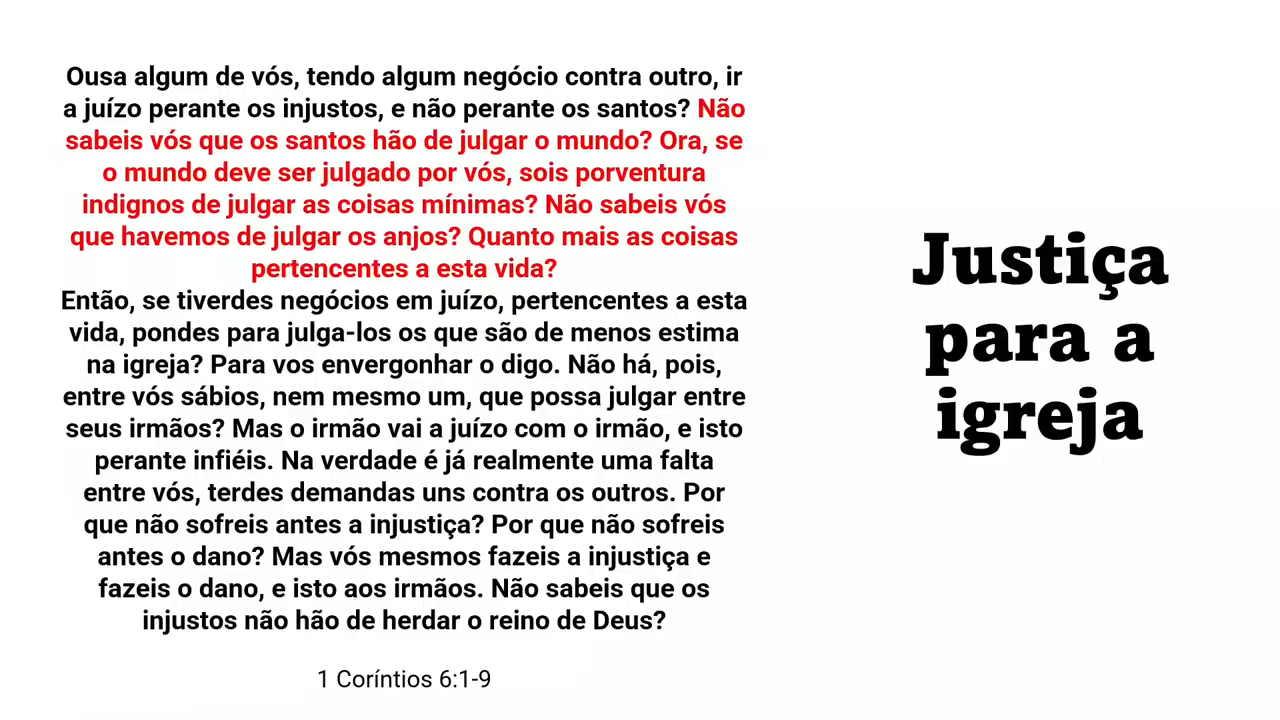 Ousa algum de vós, tendo algum negócio contra outro, ir
a juízo perante os injustos, e não perante os santos? Não
sabeis vós que os santos hão de julgar o mundo? Ora, se
o mundo deve ser julgado por vós, sois porventura
indignos de julgar as coisas mínimas? Não sabeis vós
que havemos de julgar os anjos? Quanto mais as coisas
pertencentes a esta vida?
Então, se tiverdes negócios em juízo, pertencentes a esta
vida, pondes para julga-los os que são de menos estima
na igreja? Para vos envergonhar o digo. Não há, pois,
entre vós sábios, nem mesmo um, que possa julgar entre
seus irmãos? Mas o irmão vai a juízo com o irmão, e isto
perante infiéis. Na verdade é já realmente uma falta
entre vós, terdes demandas uns contra os outros. Por
que não sofreis antes a injustiça? Por que não sofreis
antes o dano? Mas vós mesmos fazeis a injustiça e
fazeis o dano, e isto aos irmãos. Não sabeis que os
injustos não hão de herdar o reino de Deus?
1 Coríntios 6:1-9
Justiça
para a
igreja